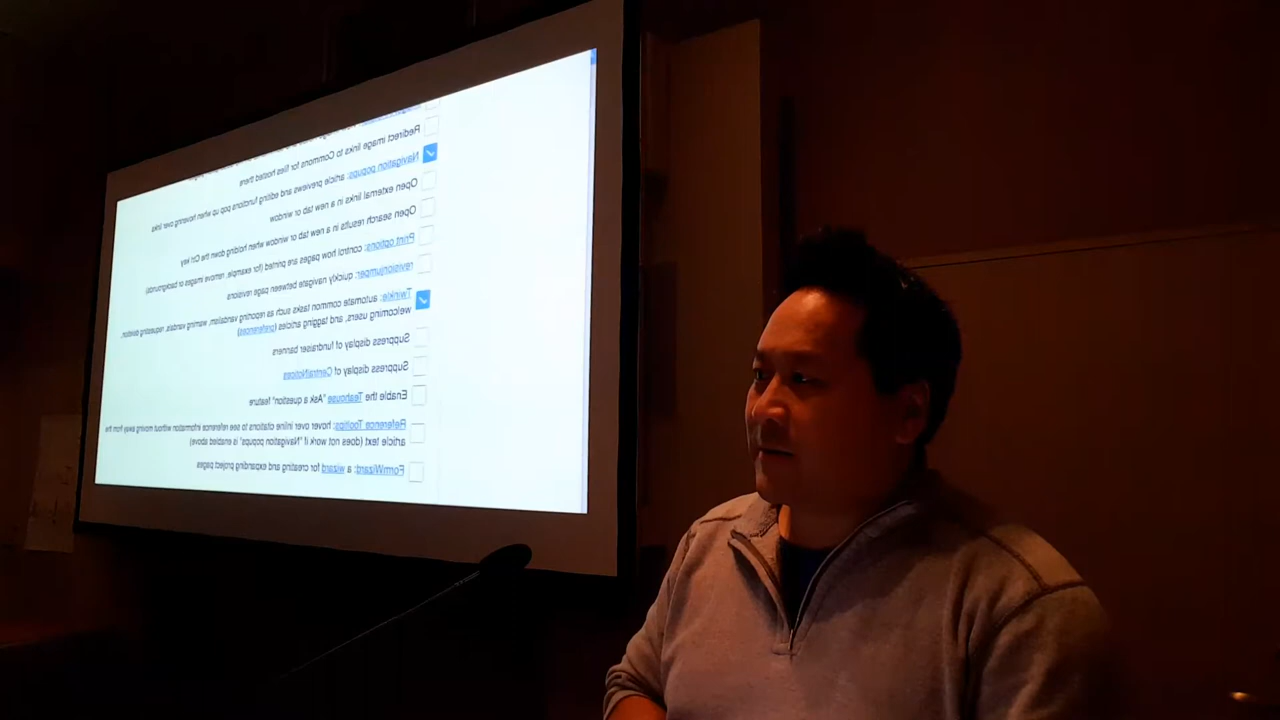 Redirect image links to Commons for files hosted there
Navigation popups: article previews and editing functions pop up when hovering over links
Open external links in a new tab or window
Open search results in a new tab or window when holding down the Ctrl key
Print options: control how pages are printed (for example, remove images or backgrounds)
revisionjumper: quickly navigate between page revisions
Twinkle: automate common tasks such as reporting vandalism, warning vandals, requesting deletion,
welcoming users, and tagging articles (preferences)
Suppress display of fundraiser banners
Suppress display of CentralNotices
Enable the Teahouse "Ask a question" feature
Reference Tooltips: hover over inline citations to see reference information without moving away from the
article text (does not work if "Navigation popups" is enabled above)
FormWizard: a wizard for creating and expanding project pages